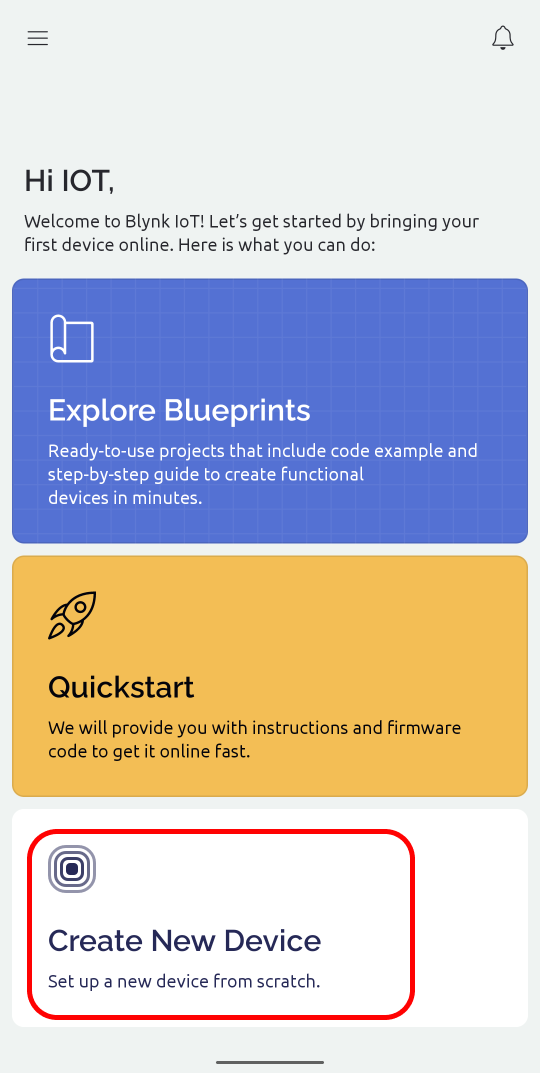 Hi IOT,
Welcome to Blynk IoT! Let's get started by bringing your
first device online. Here is what you can do:
Explore Blueprints
Ready-to-use projects that include code example and
step-by-step guide to create functional
devices in minutes.
Quickstart
We will provide you with instructions and firmware
code to get it online fast.
Create New Device
Set up a new device from scratch.